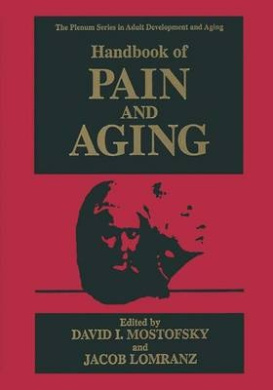 The Plenum Series in Adult Development and Aging
Handbook of
PAIN
AND
AGING
Edited by
DAVID I. MOSTOFSKY
and
JACOB LOMRANZ